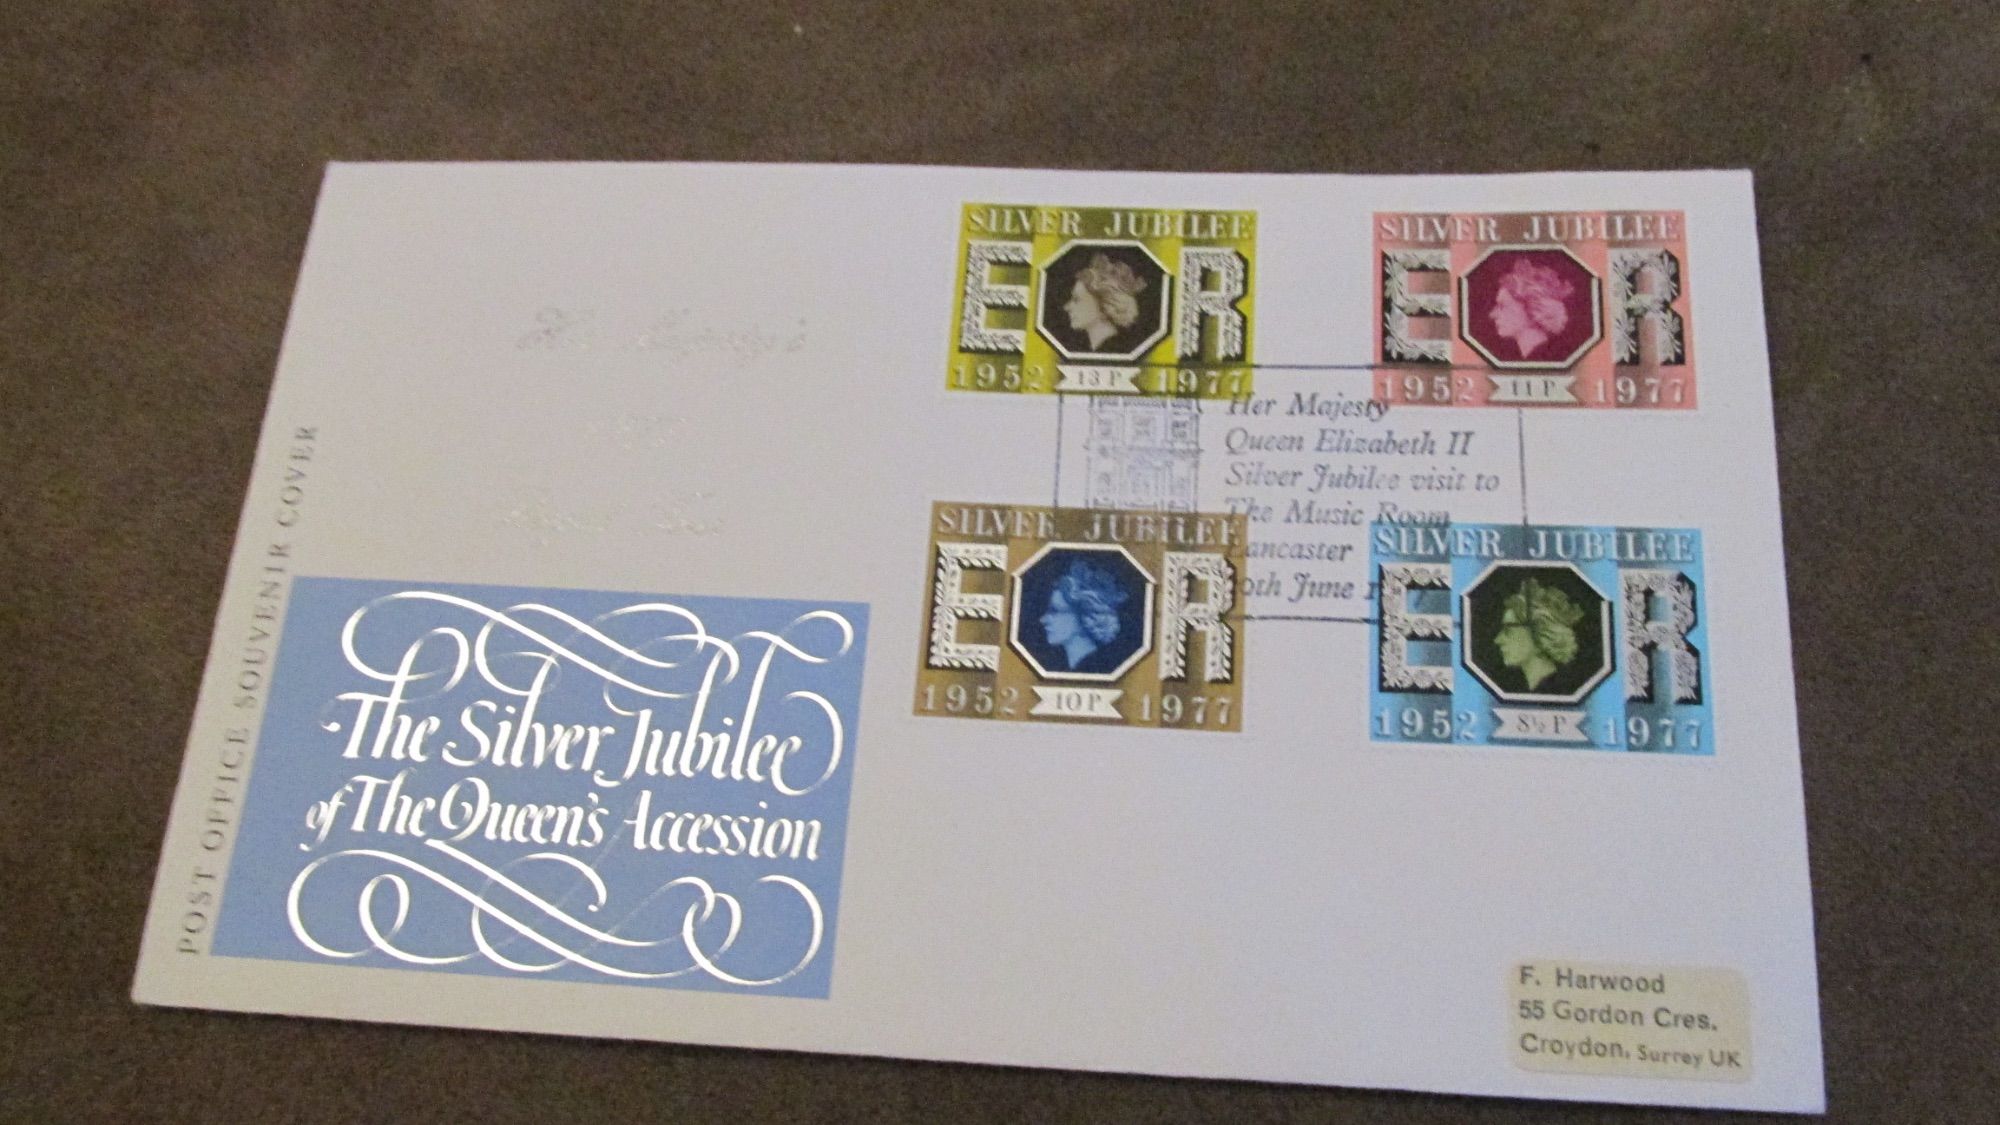 POST OFFICE SOUVENIR COVER
The Silver Jubilee
of The Queen's Accession
SILVER JUBILEE
E R
1952 13P 1977
SILVER JUBILEE
E R
1952 11P 1977
Her Majesty
Queen Elizabeth II
Silver Jubilee visit to
The Music Room
Lancaster
June
SILVER JUBILEE
E R
1952 10P 1977
SILVER JUBILEE
E R
1952 8½P 1977
F. Harwood
55 Gordon Cres.
Croydon, Surrey UK